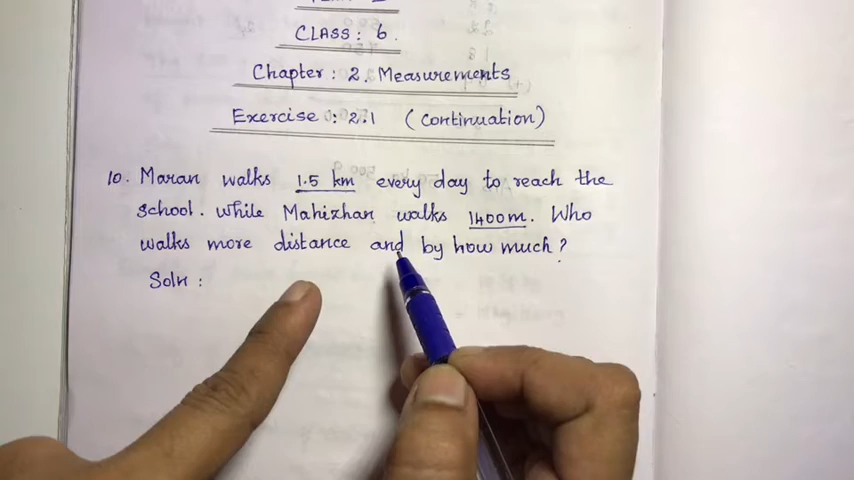 CLASS: 6.
Chapter: 2. Measurements
Exercise: 2.1 (Continuation)
10. Maran walks 1.5 km every day to reach the
school. while Mahizhan walks 1400m. Who
walks more distance and by how much?
Soln: